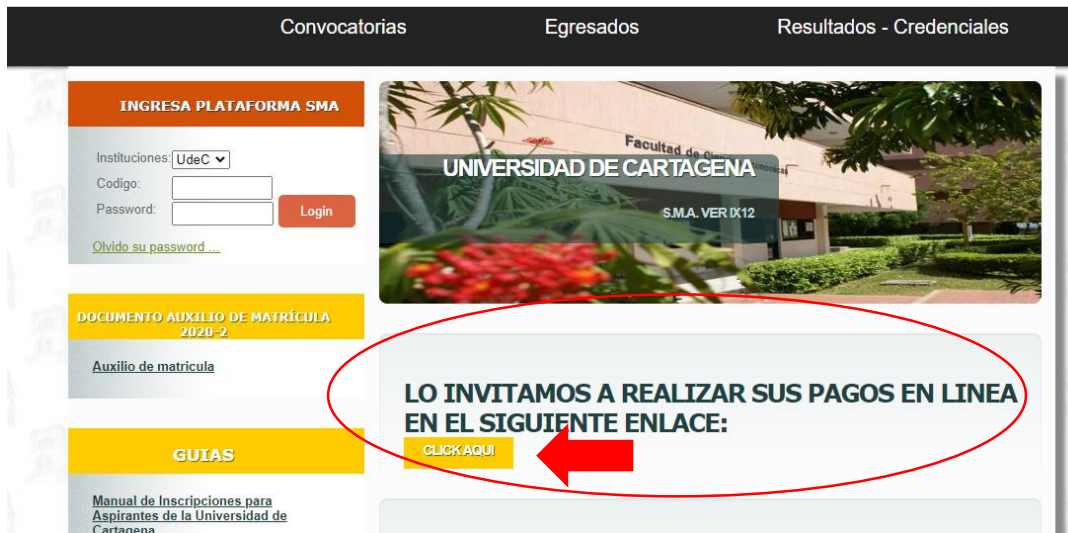 Convocatorias
Egresados
Resultados - Credenciales
INGRESA PLATAFORMA SMA
Instituciones: UdeC
Codigo:
Password:
Login
Olvido su password ...
DOCUMENTO AUXILIO DE MATRÍCULA
2020-2
Auxilio de matricula
GUIAS
Manual de Inscripciones para
Aspirantes de la Universidad de
Cartagena
Facultad de
UNIVERSIDAD DE CARTAGENA
S.M.A. VER IX12
LO INVITAMOS A REALIZAR SUS PAGOS EN LINEA
EN EL SIGUIENTE ENLACE:
CLICK AQUI